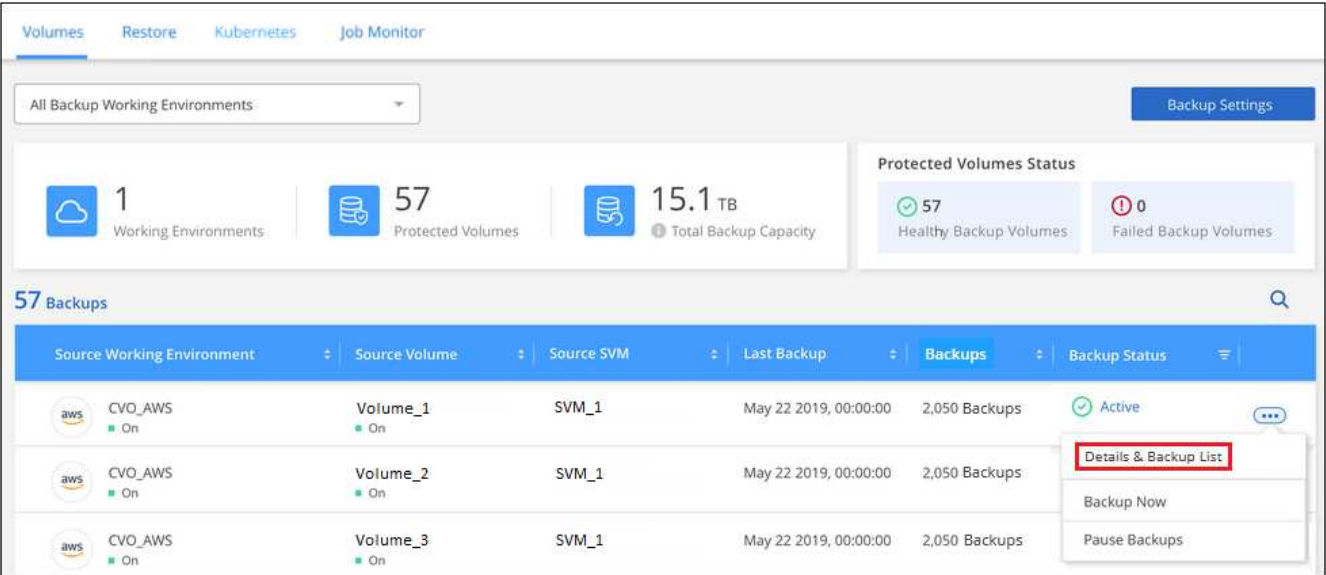 Volumes Restore Kubernetes Job Monitor
All Backup Working Environments
Backup Settings
1
Working Environments
57
Protected Volumes
15.1 TB
Total Backup Capacity
Protected Volumes Status
57
Healthy Backup Volumes
0
Failed Backup Volumes
57 Backups
Source Working Environment Source Volume Source SVM Last Backup Backups Backup Status
aws CVO_AWS Volume_1 SVM_1 May 22 2019, 00:00:00 2,050 Backups Active
On On
Details & Backup List
aws CVO_AWS Volume_2 SVM_1 May 22 2019, 00:00:00 2,050 Backups
On On
Backup Now
aws CVO_AWS Volume_3 SVM_1 May 22 2019, 00:00:00 2,050 Backups
Pause Backups
On On